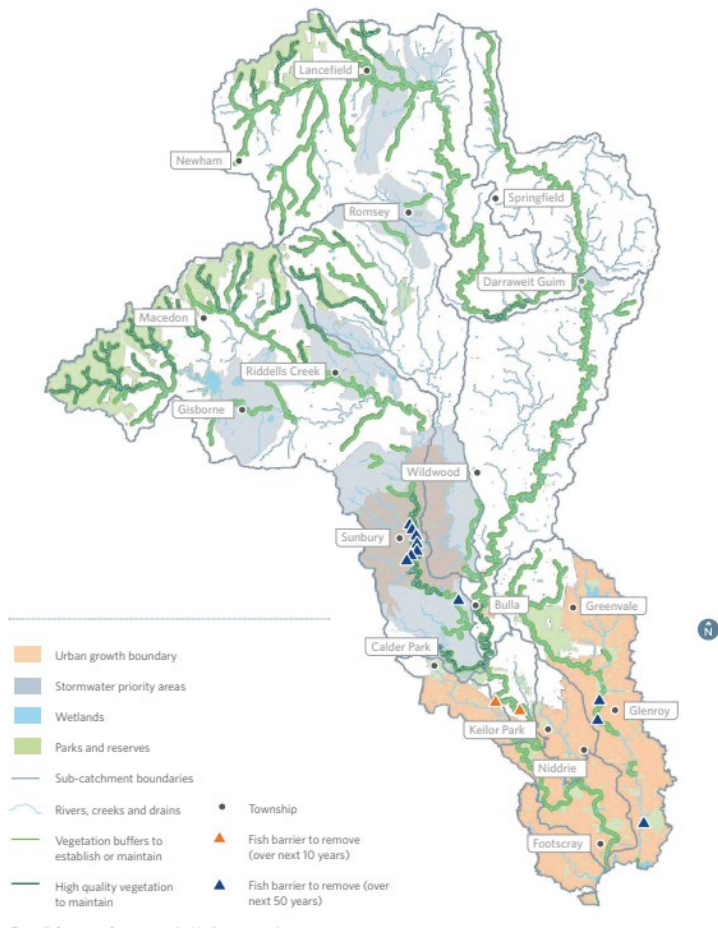 Lancefield
Newham
Springfield
Romsey
Darraweit Guim
Macedon
Riddells Creek
Gisborne
Wildwood
Sunbury
Bulla
Greenvale
N
Calder Park
Glenroy
Keilor Park
Niddrie
Footscray
Urban growth boundary
Stormwater priority areas
Wetlands
Parks and reserves
Sub-catchment boundaries
Rivers, creeks and drains
Township
Vegetation buffers to
establish or maintain
Fish barrier to remove
(over next 10 years)
High quality vegetation
to maintain
Fish barrier to remove (over
next 50 years)